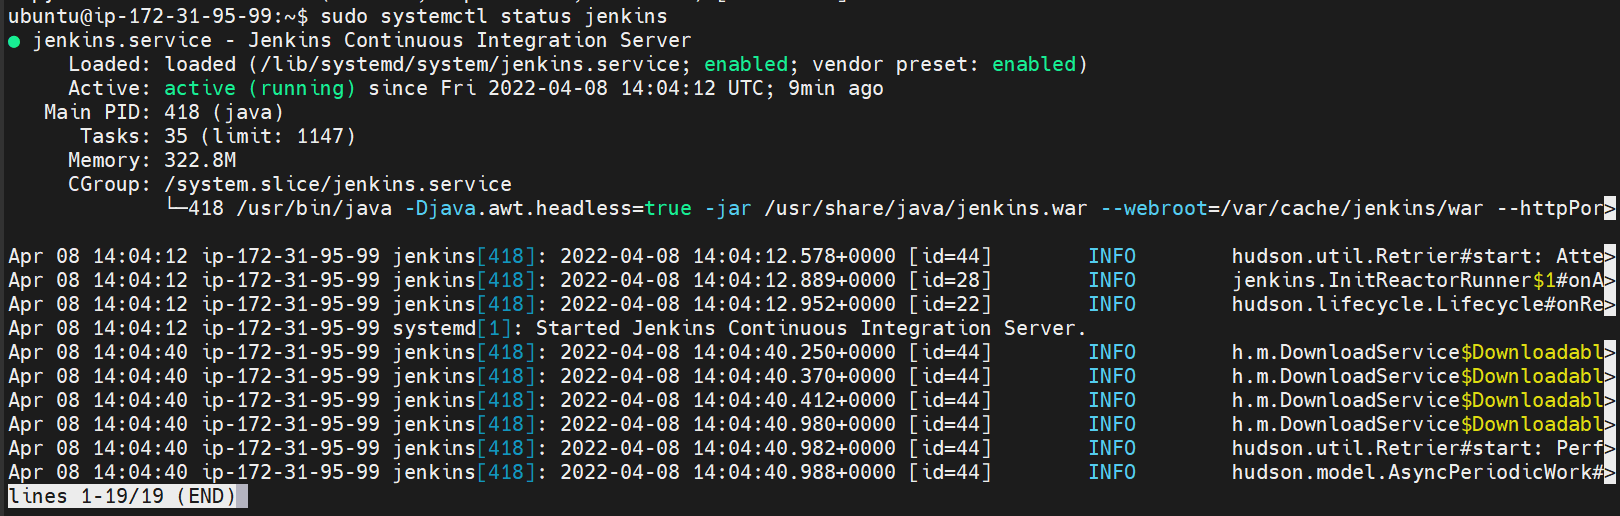 ubuntu@ip-172-31-95-99:~$ sudo systemctl status jenkins
● jenkins.service - Jenkins Continuous Integration Server
     Loaded: loaded (/lib/systemd/system/jenkins.service; enabled; vendor preset: enabled)
     Active: active (running) since Fri 2022-04-08 14:04:12 UTC; 9min ago
   Main PID: 418 (java)
      Tasks: 35 (limit: 1147)
     Memory: 322.8M
     CGroup: /system.slice/jenkins.service
             └─418 /usr/bin/java -Djava.awt.headless=true -jar /usr/share/java/jenkins.war --webroot=/var/cache/jenkins/war --httpPor>
Apr 08 14:04:12 ip-172-31-95-99 jenkins[418]: 2022-04-08 14:04:12.578+0000 [id=44]        INFO        hudson.util.Retrier#start: Atte>
Apr 08 14:04:12 ip-172-31-95-99 jenkins[418]: 2022-04-08 14:04:12.889+0000 [id=28]        INFO        jenkins.InitReactorRunner$1#onA>
Apr 08 14:04:12 ip-172-31-95-99 jenkins[418]: 2022-04-08 14:04:12.952+0000 [id=22]        INFO        hudson.lifecycle.Lifecycle#onRe>
Apr 08 14:04:12 ip-172-31-95-99 systemd[1]: Started Jenkins Continuous Integration Server.
Apr 08 14:04:40 ip-172-31-95-99 jenkins[418]: 2022-04-08 14:04:40.250+0000 [id=44]        INFO        h.m.DownloadService$Downloadabl>
Apr 08 14:04:40 ip-172-31-95-99 jenkins[418]: 2022-04-08 14:04:40.370+0000 [id=44]        INFO        h.m.DownloadService$Downloadabl>
Apr 08 14:04:40 ip-172-31-95-99 jenkins[418]: 2022-04-08 14:04:40.412+0000 [id=44]        INFO        h.m.DownloadService$Downloadabl>
Apr 08 14:04:40 ip-172-31-95-99 jenkins[418]: 2022-04-08 14:04:40.980+0000 [id=44]        INFO        h.m.DownloadService$Downloadabl>
Apr 08 14:04:40 ip-172-31-95-99 jenkins[418]: 2022-04-08 14:04:40.982+0000 [id=44]        INFO        hudson.util.Retrier#start: Perf>
Apr 08 14:04:40 ip-172-31-95-99 jenkins[418]: 2022-04-08 14:04:40.988+0000 [id=44]        INFO        hudson.model.AsyncPeriodicWork#>
lines 1-19/19 (END)